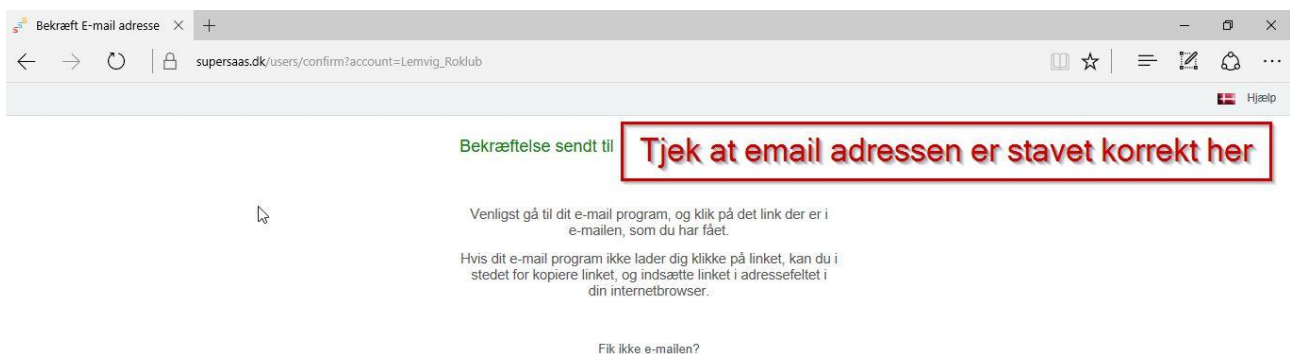 Bekræft E-mail adresse
supersaas.dk/users/confirm?account=Lemvig_Roklub
Hjælp
Bekræftelse sendt til Tjek at email adressen er stavet korrekt her
Venligst gå til dit e-mail program, og klik på det link der er i
e-mailen, som du har fået.
Hvis dit e-mail program ikke lader dig klikke på linket, kan du i
stedet for kopiere linket, og indsætte linket i adressefeltet i
din internetbrowser.
Fik ikke e-mailen?